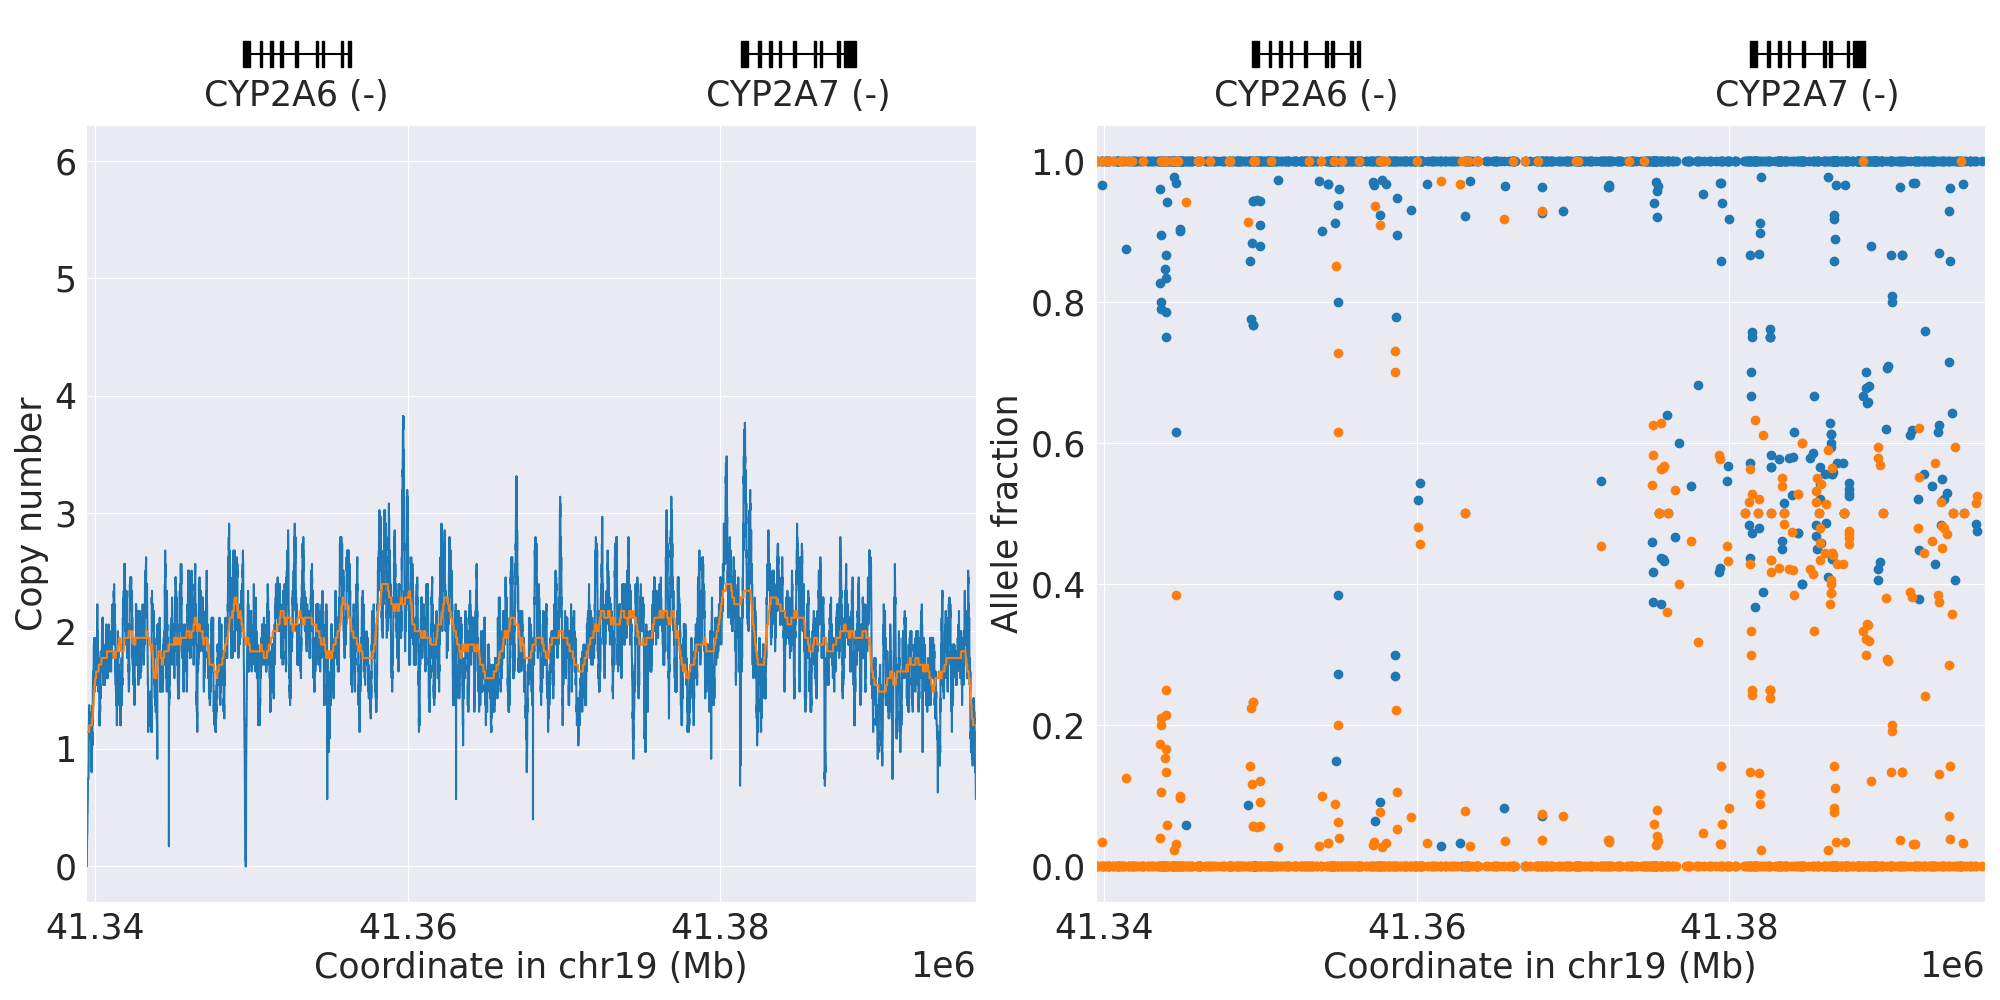 CYP2A6 (-)
CYP2A7 (-)
6
5
4
3
2
1
0
Copy number
41.34
41.36
41.38
Coordinate in chr19 (Mb)
1e6
CYP2A6 (-)
CYP2A7 (-)
1.0
0.8
0.6
0.4
0.2
0.0
Allele fraction
41.34
41.36
41.38
Coordinate in chr19 (Mb)
1e6